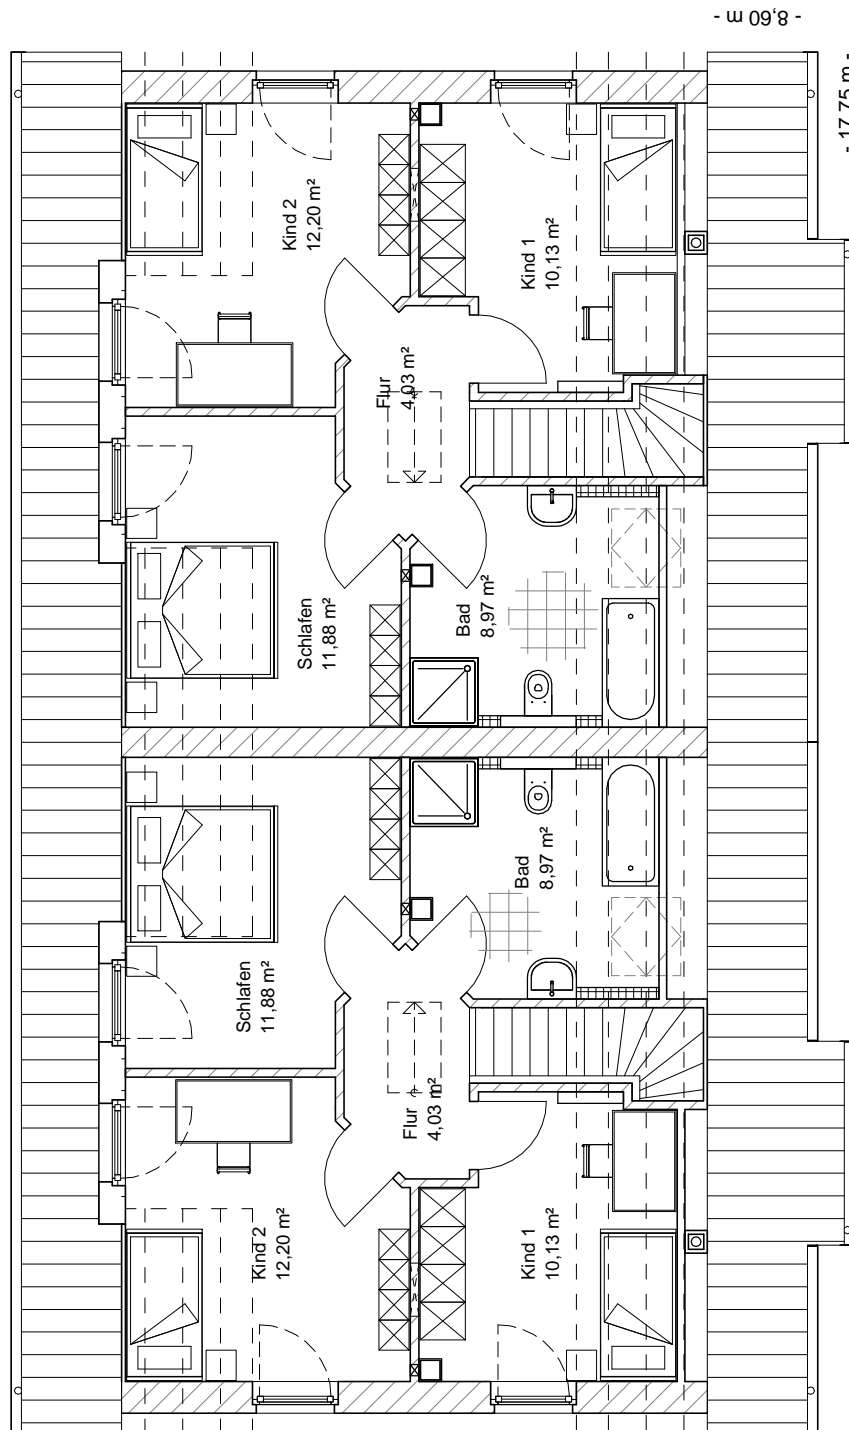 - 8,60 m -
- 17,75 m -
Kind 2
12,20 m²
Kind 1
10,13 m²
Flur
4,03 m²
Schlafen
11,88 m²
Bad
8,97 m²
Bad
8,97 m²
Schlafen
11,88 m²
Flur
4,03 m²
Kind 2
12,20 m²
Kind 1
10,13 m²